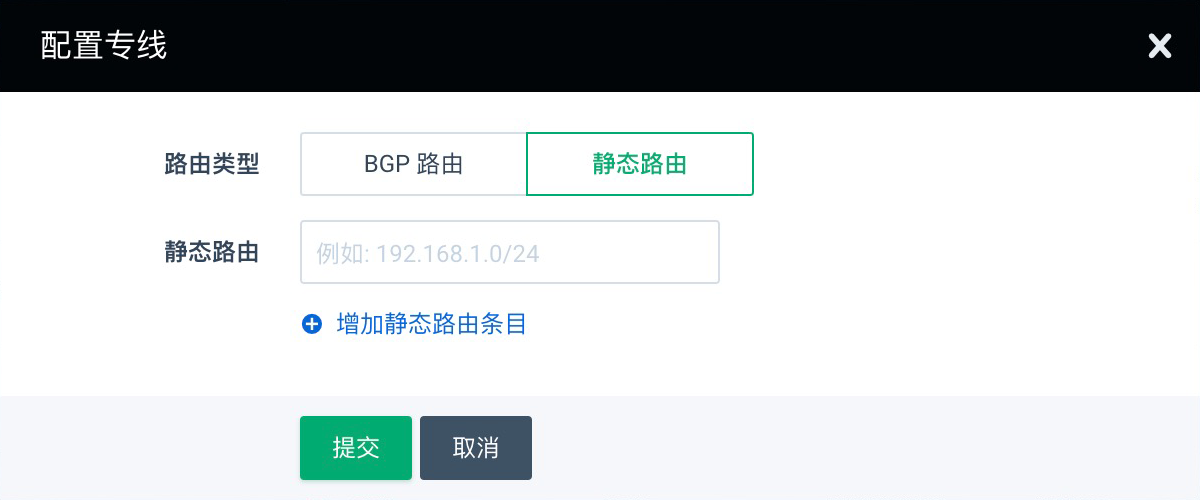 配置专线
路由类型
BGP 路由
静态路由
静态路由
例如: 192.168.1.0/24
增加静态路由条目
提交
取消